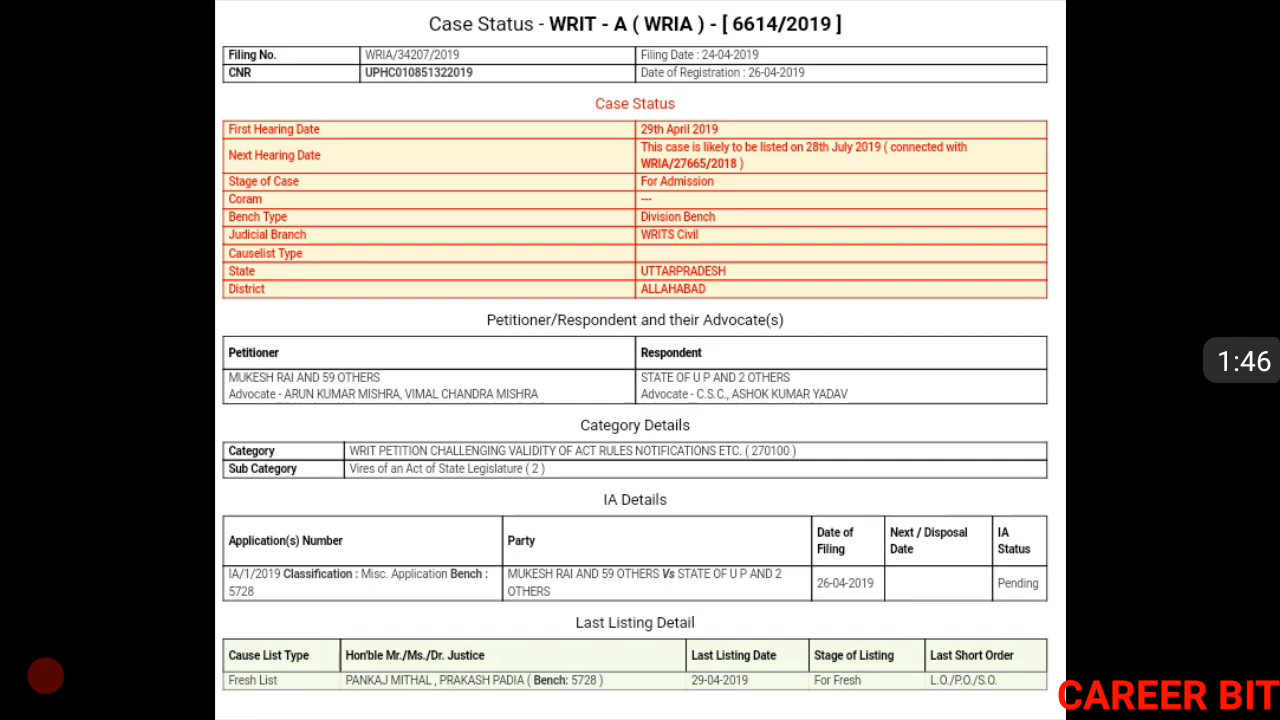 Case Status - WRIT - A ( WRIA ) - [ 6614/2019 ]
Filing No. WRIA/34207/2019 Filing Date : 24-04-2019
CNR UPHC010851322019 Date of Registration : 26-04-2019
Case Status
First Hearing Date 29th April 2019
Next Hearing Date This case is likely to be listed on 28th July 2019 ( connected with
WRIA/27665/2018 )
Stage of Case For Admission
Coram ---
Bench Type Division Bench
Judicial Branch WRITS Civil
Causelist Type
State UTTARPRADESH
District ALLAHABAD
Petitioner/Respondent and their Advocate(s)
Petitioner Respondent
MUKESH RAI AND 59 OTHERS STATE OF U P AND 2 OTHERS
Advocate - ARUN KUMAR MISHRA, VIMAL CHANDRA MISHRA Advocate - C.S.C., ASHOK KUMAR YADAV
1:46
Category Details
Category WRIT PETITION CHALLENGING VALIDITY OF ACT RULES NOTIFICATIONS ETC. ( 270100 )
Sub Category Vires of an Act of State Legislature ( 2 )
IA Details
Application(s) Number Party Date of Filing Next / Disposal Date IA Status
IA/1/2019 Classification : Misc. Application Bench : 5728 MUKESH RAI AND 59 OTHERS Vs STATE OF U P AND 2 OTHERS 26-04-2019 Pending
Last Listing Detail
Cause List Type Hon'ble Mr./Ms./Dr. Justice Last Listing Date Stage of Listing Last Short Order
Fresh List PANKAJ MITHAL , PRAKASH PADIA ( Bench: 5728 ) 29-04-2019 For Fresh L.O./P.O./S.O.
CAREER BIT